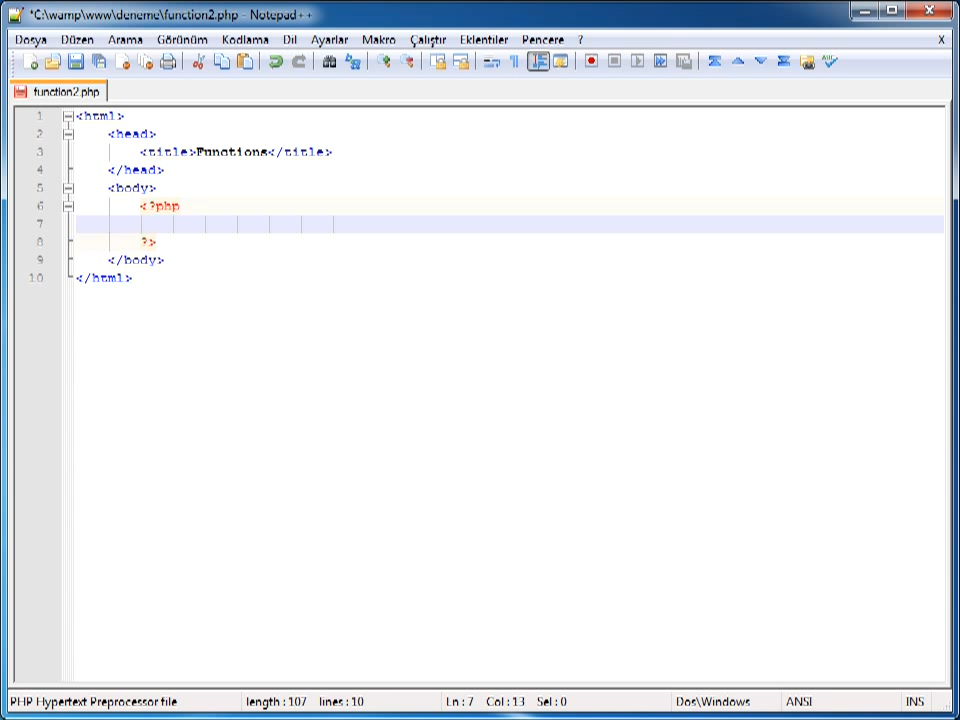 *C:\wamp\www\deneme\function2.php - Notepad++
Dosya Düzen Arama Görünüm Kodlama Dil Ayarlar Makro Çalıştır Eklentiler Pencere ? X
function2.php
1 <html>
2 <head>
3 <title>Functions</title>
4 </head>
5 <body>
6 <?php
7
8 ?>
9 </body>
10 </html>
PHP Hypertext Preprocessor file length : 107 lines : 10 Ln : 7 Col : 13 Sel : 0 Dos\Windows ANSI INS